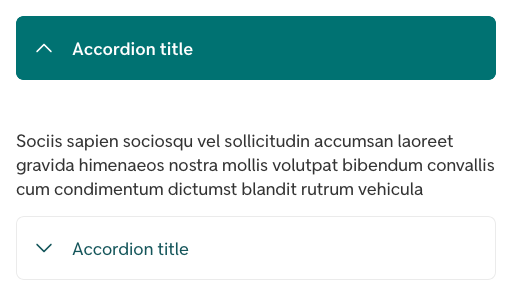 Accordion title
Sociis sapien sociosqu vel sollicitudin accumsan laoreet
gravida himenaeos nostra mollis volutpat bibendum convallis
cum condimentum dictumst blandit rutrum vehicula
Accordion title